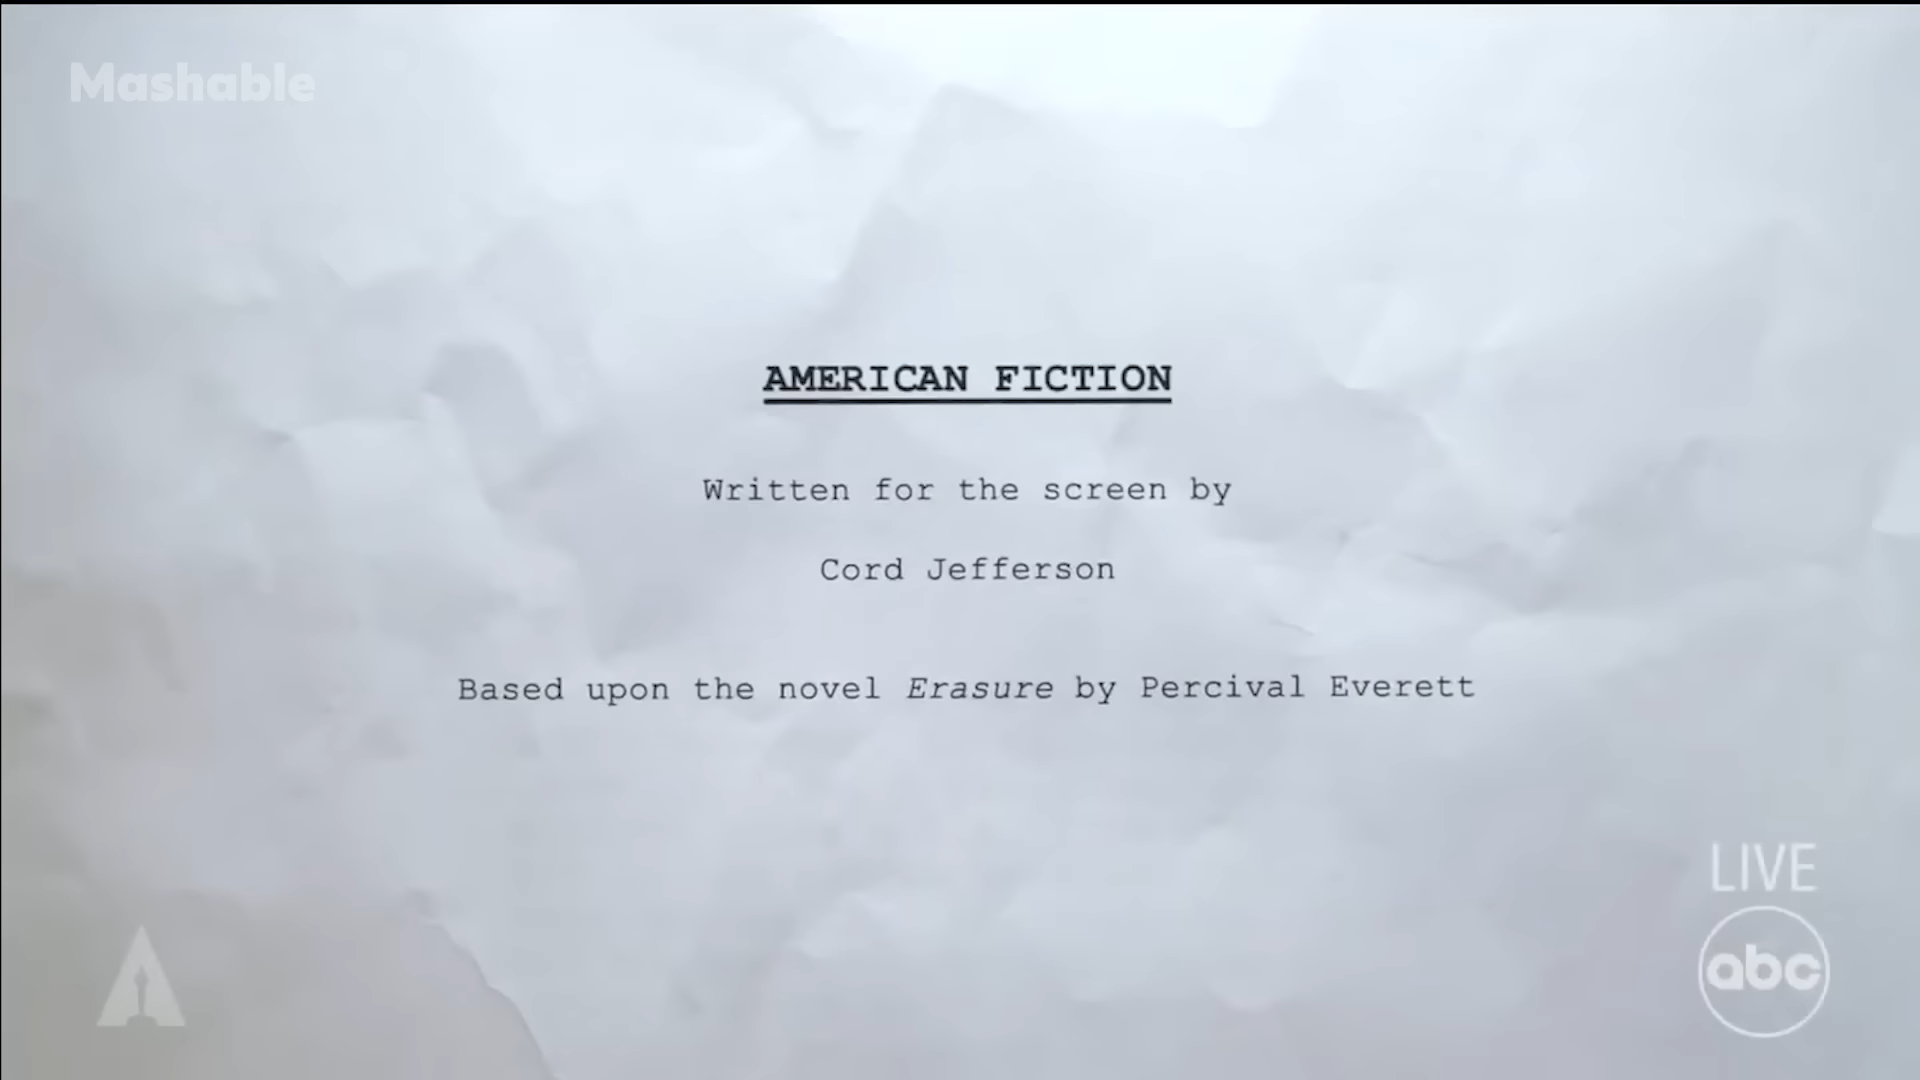 Mashable
AMERICAN FICTION
Written for the screen by
Cord Jefferson
Based upon the novel Erasure by Percival Everett
LIVE
abc